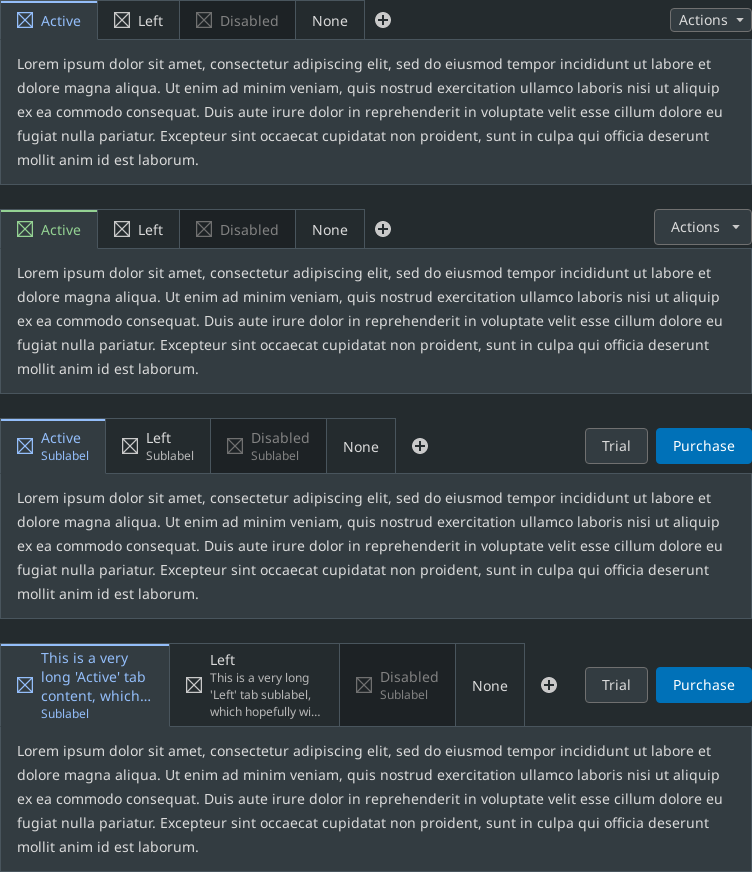 Active Left Disabled None Actions
Lorem ipsum dolor sit amet, consectetur adipiscing elit, sed do eiusmod tempor incididunt ut labore et
dolore magna aliqua. Ut enim ad minim veniam, quis nostrud exercitation ullamco laboris nisi ut aliquip
ex ea commodo consequat. Duis aute irure dolor in reprehenderit in voluptate velit esse cillum dolore eu
fugiat nulla pariatur. Excepteur sint occaecat cupidatat non proident, sunt in culpa qui officia deserunt
mollit anim id est laborum.
Active Left Disabled None Actions
Lorem ipsum dolor sit amet, consectetur adipiscing elit, sed do eiusmod tempor incididunt ut labore et
dolore magna aliqua. Ut enim ad minim veniam, quis nostrud exercitation ullamco laboris nisi ut aliquip
ex ea commodo consequat. Duis aute irure dolor in reprehenderit in voluptate velit esse cillum dolore eu
fugiat nulla pariatur. Excepteur sint occaecat cupidatat non proident, sunt in culpa qui officia deserunt
mollit anim id est laborum.
Active
Sublabel
Left
Sublabel
Disabled
Sublabel
None
Trial
Purchase
Lorem ipsum dolor sit amet, consectetur adipiscing elit, sed do eiusmod tempor incididunt ut labore et
dolore magna aliqua. Ut enim ad minim veniam, quis nostrud exercitation ullamco laboris nisi ut aliquip
ex ea commodo consequat. Duis aute irure dolor in reprehenderit in voluptate velit esse cillum dolore eu
fugiat nulla pariatur. Excepteur sint occaecat cupidatat non proident, sunt in culpa qui officia deserunt
mollit anim id est laborum.
This is a very
long 'Active' tab
content, which...
Sublabel
Left
This is a very long
'Left' tab sublabel,
which hopefully wi...
Disabled
Sublabel
None
Trial
Purchase
Lorem ipsum dolor sit amet, consectetur adipiscing elit, sed do eiusmod tempor incididunt ut labore et
dolore magna aliqua. Ut enim ad minim veniam, quis nostrud exercitation ullamco laboris nisi ut aliquip
ex ea commodo consequat. Duis aute irure dolor in reprehenderit in voluptate velit esse cillum dolore eu
fugiat nulla pariatur. Excepteur sint occaecat cupidatat non proident, sunt in culpa qui officia deserunt
mollit anim id est laborum.